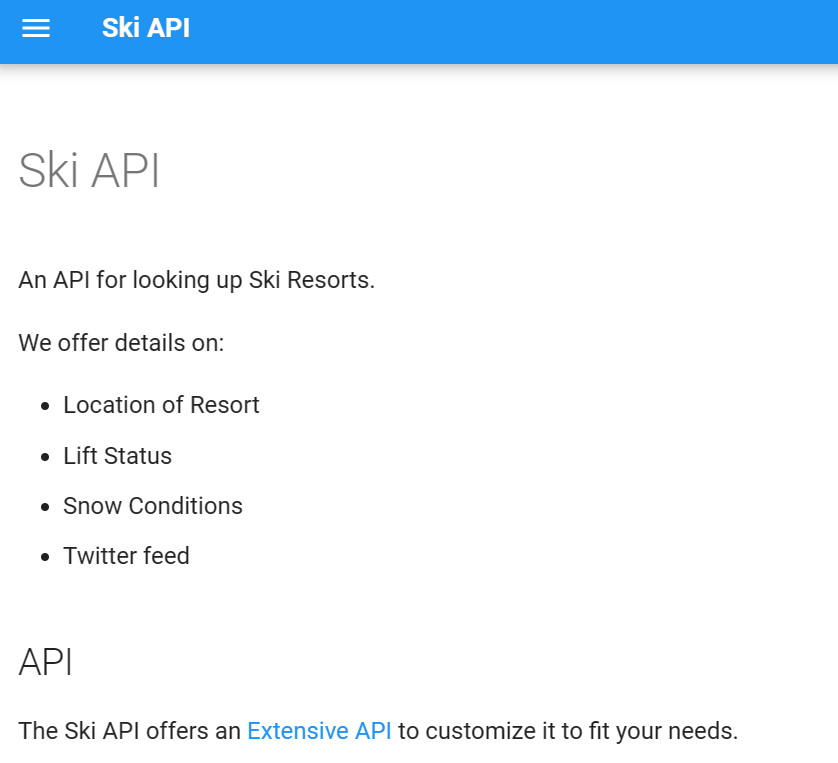 Ski API
Ski API
An API for looking up Ski Resorts.
We offer details on:
Location of Resort
Lift Status
Snow Conditions
Twitter feed
API
The Ski API offers an Extensive API to customize it to fit your needs.